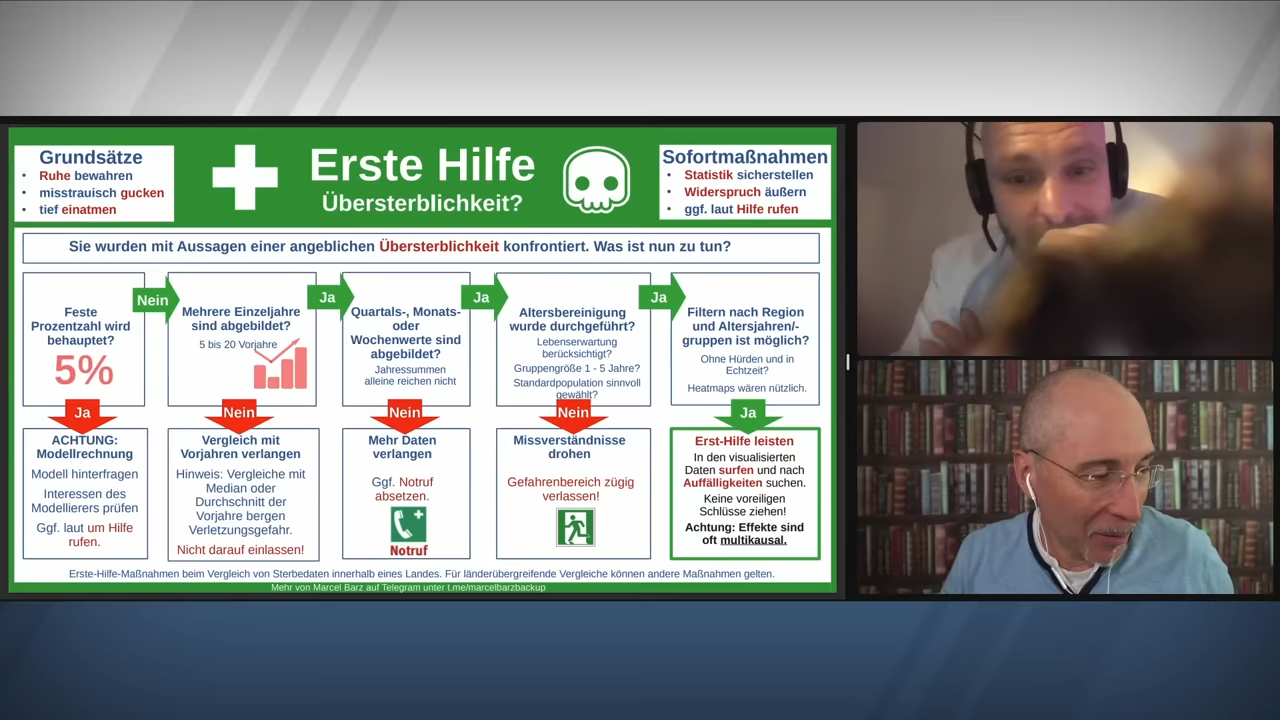 Grundsätze
• Ruhe bewahren
• misstrauisch gucken
• tief einatmen
Erste Hilfe
Übersterblichkeit?
Sofortmaßnahmen
• Statistik sicherstellen
• Widerspruch äußern
• ggf. laut Hilfe rufen
Sie wurden mit Aussagen einer angeblichen Übersterblichkeit konfrontiert. Was ist nun zu tun?
Feste
Prozentzahl wird
behauptet?
5%
Nein
Mehrere Einzeljahre
sind abgebildet?
5 bis 20 Vorjahre
Ja
Quartals-, Monats-
oder
Wochenwerte sind
abgebildet?
Jahressummen
alleine reichen nicht
Ja
Altersbereinigung
wurde durchgeführt?
Lebenserwartung
berücksichtigt?
Gruppengröße 1 - 5 Jahre?
Standardpopulation sinnvoll
gewählt?
Ja
Filtern nach Region
und Altersjahren/-
gruppen ist möglich?
Ohne Hürden und in
Echtzeit?
Heatmaps wären nützlich.
Ja
ACHTUNG:
Modellrechnung
Modell hinterfragen
Interessen des
Modellierers prüfen
Ggf. laut um Hilfe
rufen.
Nein
Vergleich mit
Vorjahren verlangen
Hinweis: Vergleiche mit
Median oder
Durchschnitt der
Vorjahre bergen
Verletzungsgefahr.
Nicht darauf einlassen!
Nein
Mehr Daten
verlangen
Ggf. Notruf
absetzen.
Notruf
Nein
Missverständnisse
drohen
Gefahrenbereich zügig
verlassen!
Ja
Erst-Hilfe leisten
In den visualisierten
Daten surfen und nach
Auffälligkeiten suchen.
Keine voreiligen
Schlüsse ziehen!
Achtung: Effekte sind
oft multikausal.
Erste-Hilfe-Maßnahmen beim Vergleich von Sterbedaten innerhalb eines Landes. Für länderübergreifende Vergleiche können andere Maßnahmen gelten.
Mehr von Marcel Barz auf Telegram unter t.me/marcelbarzbackup